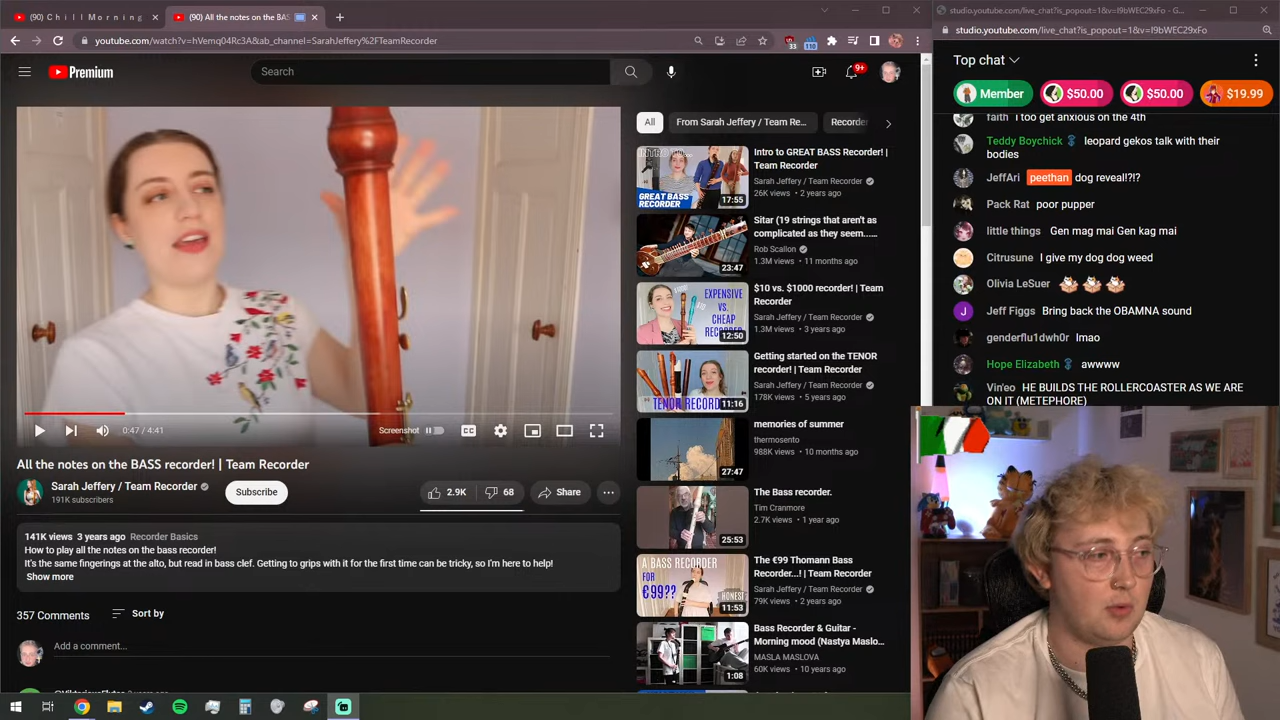 (90) C h i l l M o r n i n g
(90) All the notes on the BAS
studio.youtube.com/live_chat?is_popout=1&v=I9bWEC29xFo - G...
youtube.com/watch?v=hVemq04Rc3A&ab_channel=SarahJeffery%2FTeamRecorder
33
110
studio.youtube.com/live_chat?is_popout=1&v=I9bWEC29xFo
Premium
Search
9+
Top chat
Member
$50.00
$50.00
$19.99
All
From Sarah Jeffery / Team Re...
Recorder
faith i too get anxious on the 4th
Teddy Boychick leopard gekos talk with their
bodies
JeffAri peethan dog reveal!?!?
Pack Rat poor pupper
little things Gen mag mai Gen kag mai
Citrusune I give my dog dog weed
Olivia LeSuer
Jeff Figgs Bring back the OBAMNA sound
genderflu1dwh0r lmao
Hope Elizabeth awwww
Vin'eo HE BUILDS THE ROLLERCOASTER AS WE ARE
ON IT (METEPHORE)
GREAT BASS
RECORDER
17:55
Intro to GREAT BASS Recorder! |
Team Recorder
Sarah Jeffery / Team Recorder
26K views • 2 years ago
23:47
Sitar (19 strings that aren't as
complicated as they seem......
Rob Scallon
1.3M views • 11 months ago
EXPENSIVE
VS.
CHEAP
12:50
$10 vs. $1000 recorder! | Team
Recorder
Sarah Jeffery / Team Recorder
1.3M views • 3 years ago
TENOR RECORD
11:16
Getting started on the TENOR
recorder! | Team Recorder
Sarah Jeffery / Team Recorder
178K views • 5 years ago
27:47
memories of summer
thermosento
988K views • 10 months ago
25:53
The Bass recorder.
Tim Cranmore
2.7K views • 1 year ago
A BASS RECORDER
FOR
€99??
HONEST
11:53
The €99 Thomann Bass
Recorder...! | Team Recorder
Sarah Jeffery / Team Recorder
79K views • 2 years ago
1:08
Bass Recorder & Guitar -
Morning mood (Nastya Maslo...
MASLA MASLOVA
60K views • 10 years ago
0:47 / 4:41
Screenshot
CC
All the notes on the BASS recorder! | Team Recorder
Sarah Jeffery / Team Recorder
191K subscribers
Subscribe
2.9K
68
Share
141K views 3 years ago Recorder Basics
How to play all the notes on the bass recorder!
It's the same fingerings at the alto, but read in bass clef. Getting to grips with it for the first time can be tricky, so I'm here to help!
Show more
357 Comments
Sort by
Add a comment...